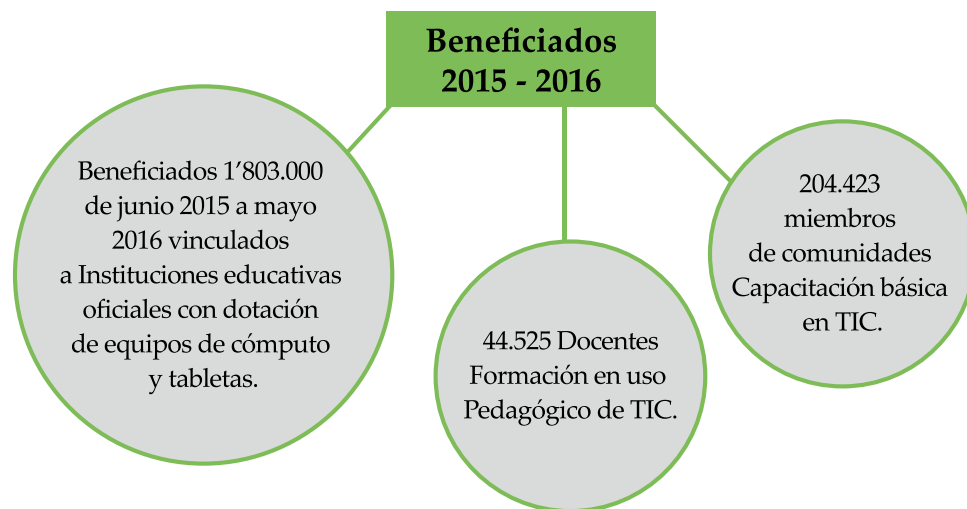 Beneficiados
2015 - 2016
Beneficiados 1’803.000
de junio 2015 a mayo
2016 vinculados
a Instituciones educativas
oficiales con dotación
de equipos de cómputo
y tabletas.
44.525 Docentes
Formación en uso
Pedagógico de TIC.
204.423
miembros
de comunidades
Capacitación básica
en TIC.